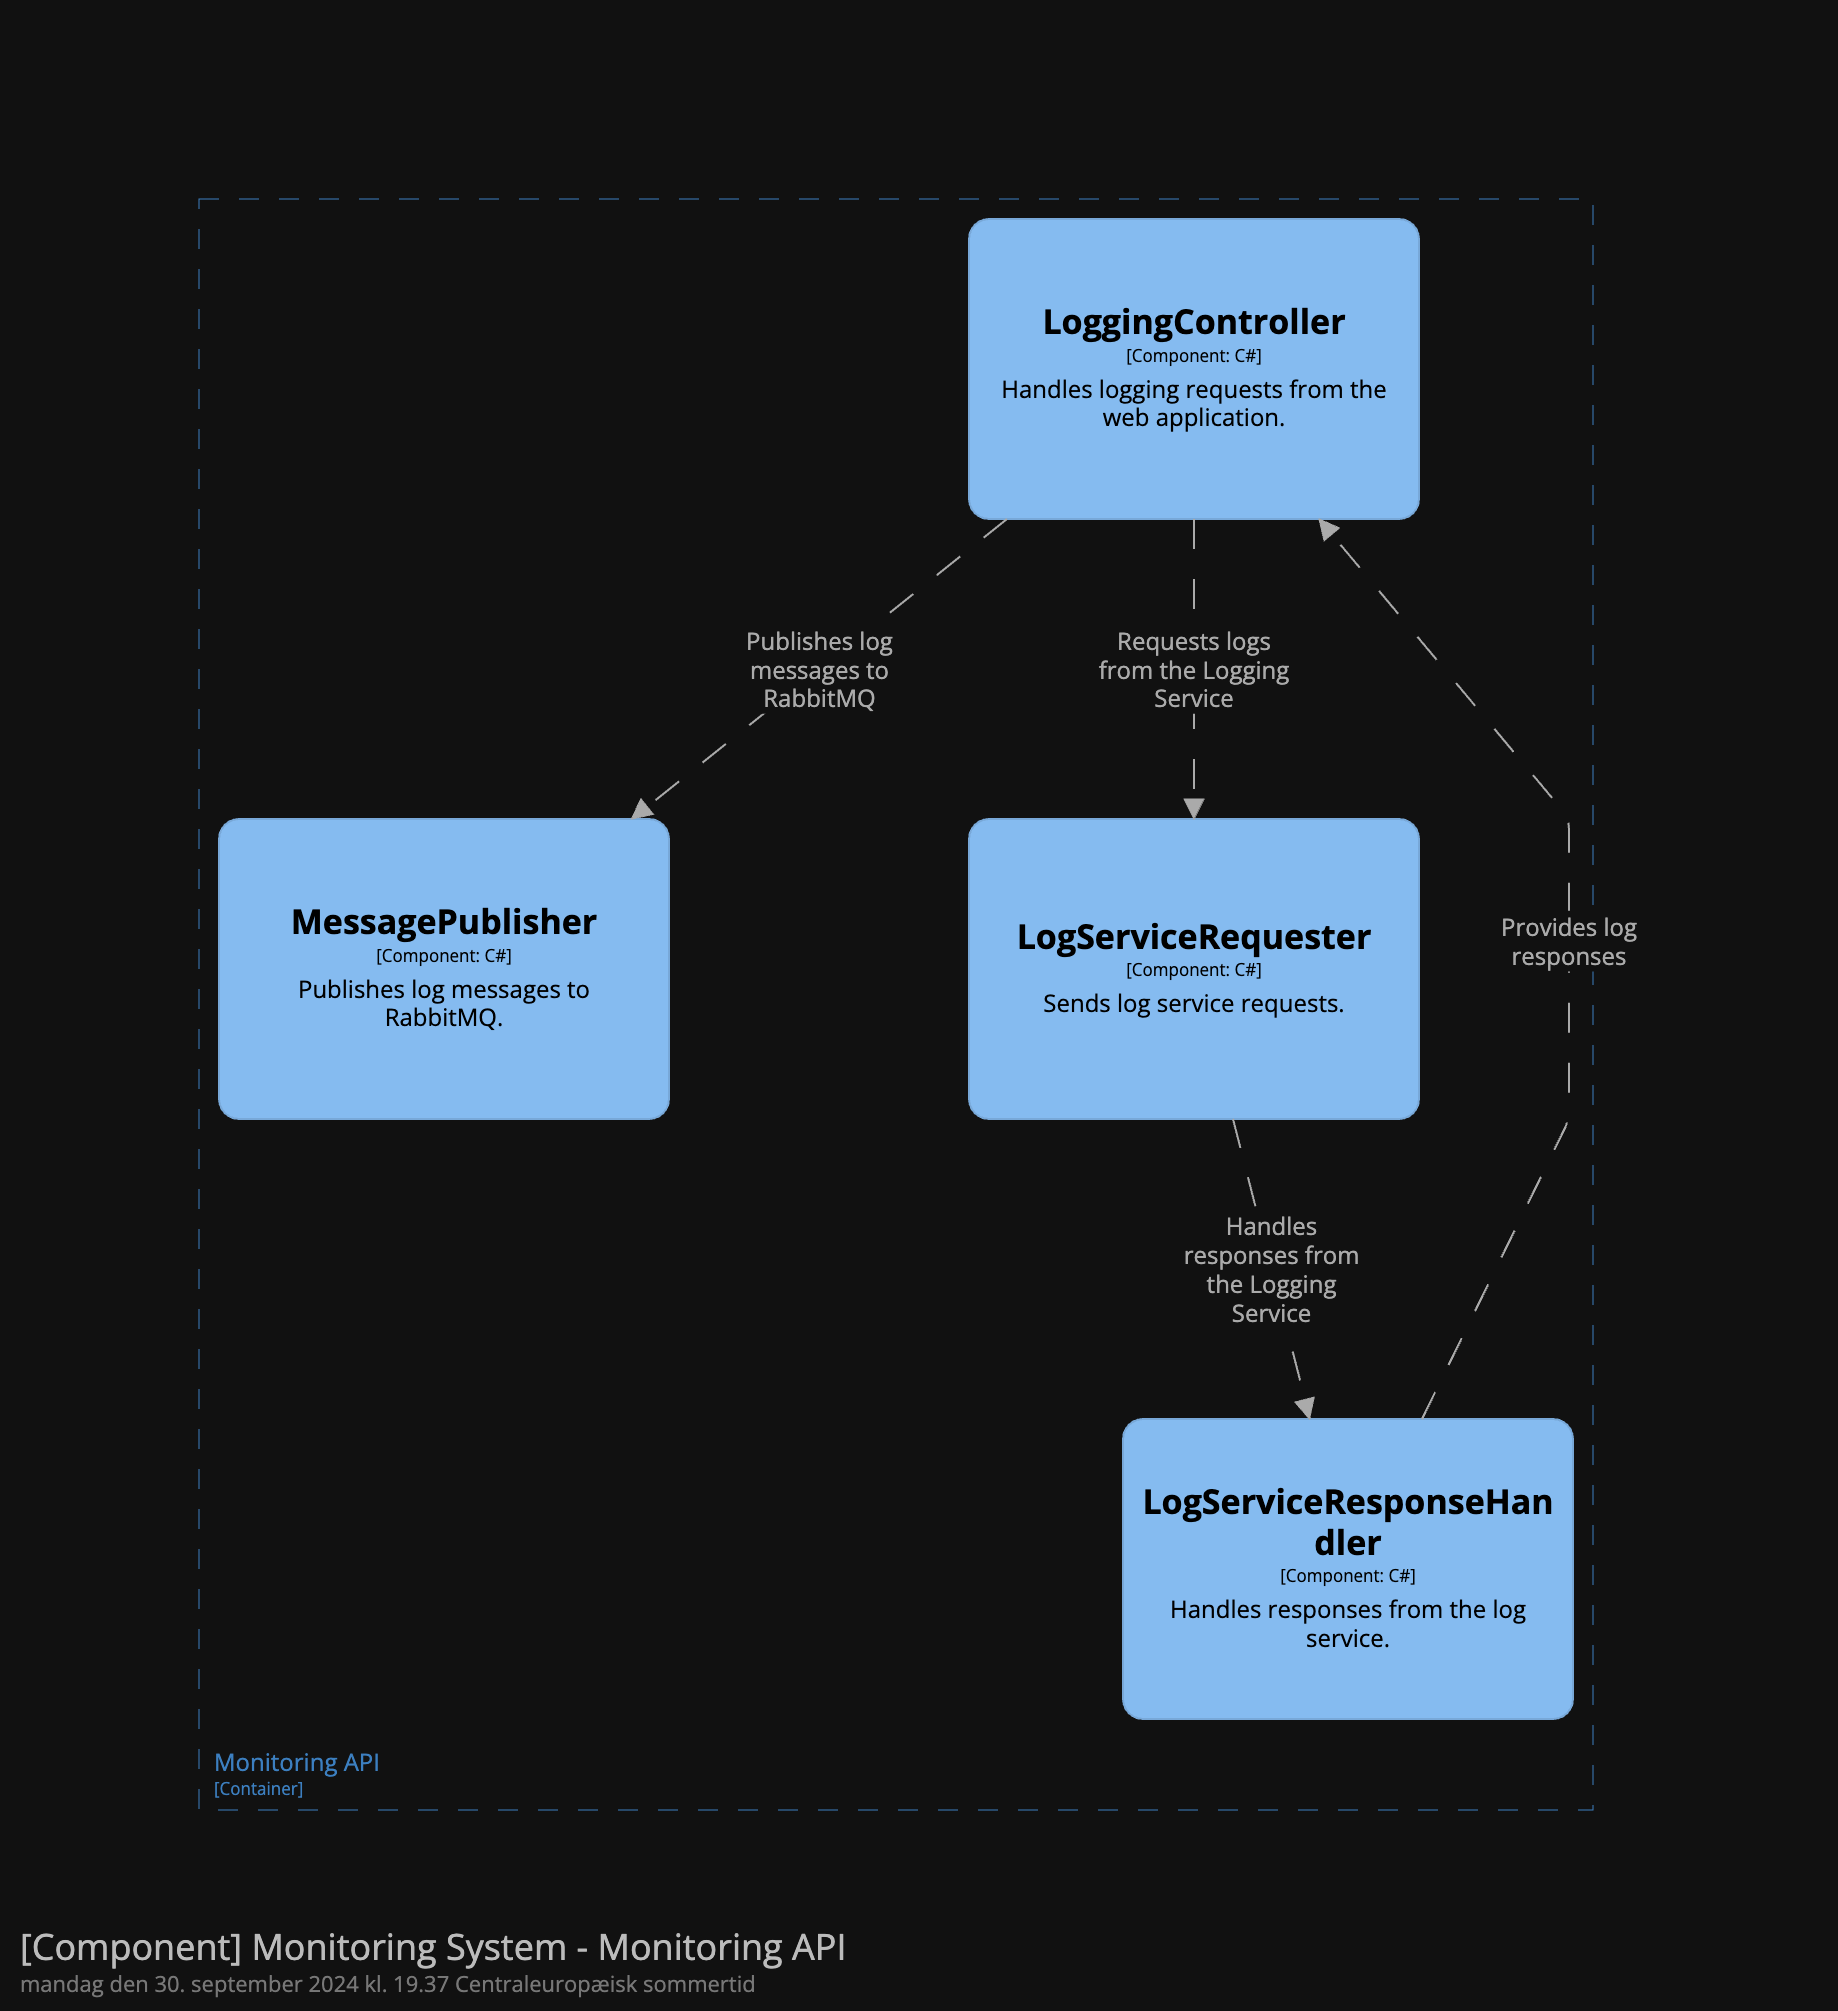 LoggingController
[Component: C#]
Handles logging requests from the
web application.
Publishes log
messages to
RabbitMQ
Requests logs
from the Logging
Service
MessagePublisher
[Component: C#]
Publishes log messages to
RabbitMQ.
LogServiceRequester
[Component: C#]
Sends log service requests.
Provides log
responses
Handles
responses from
the Logging
Service
LogServiceResponseHan
dler
[Component: C#]
Handles responses from the log
service.
Monitoring API
[Container]
[Component] Monitoring System - Monitoring API
mandag den 30. september 2024 kl. 19.37 Centraleuropæisk sommertid